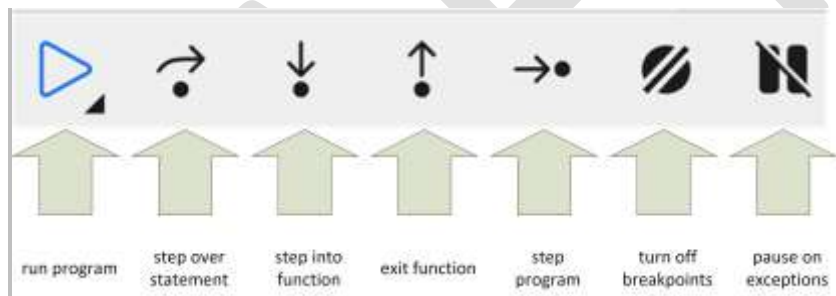 run program
step over
statement
step into
function
exit function
step
program
turn off
breakpoints
pause on
exceptions